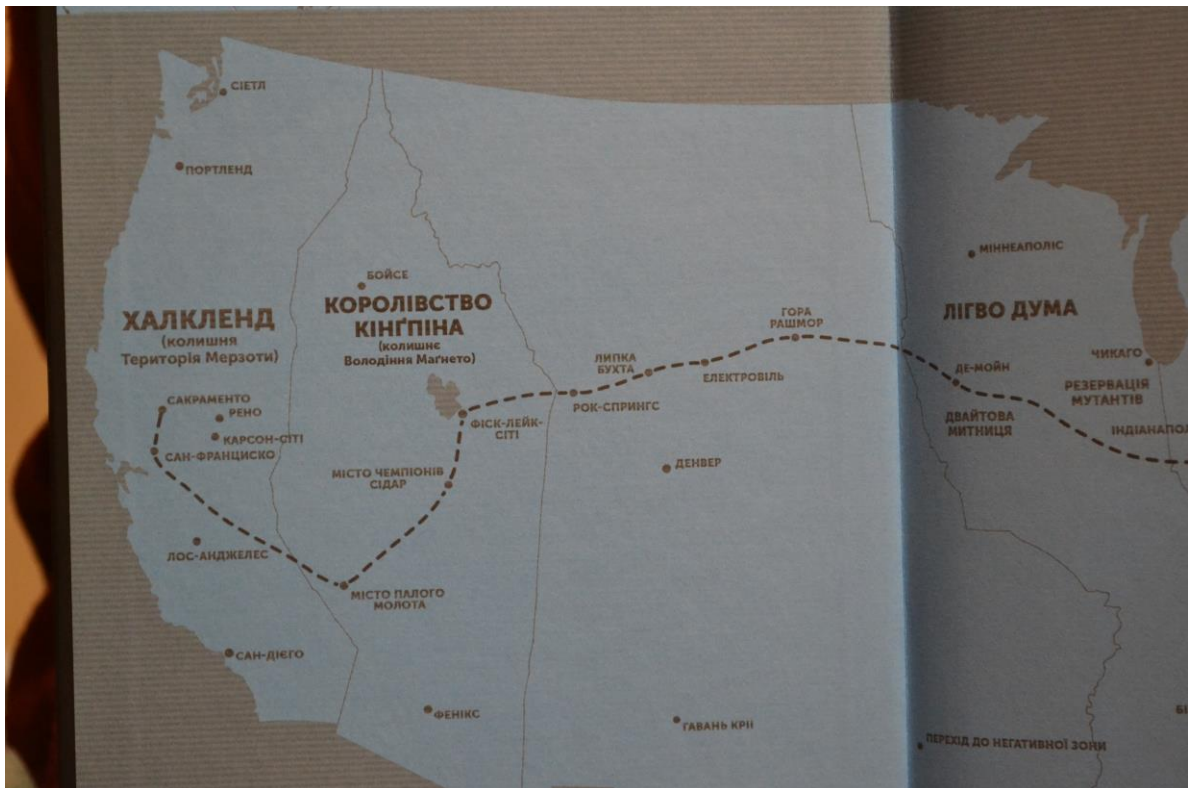 СІЕТЛ
ПОРТЛЕНД
БОЙСЕ
ХАЛКЛЕНД
(колишня
Територія Мерзоти)
КОРОЛІВСТВО
КІНҐПІНА
(колишнє
Володіння Маґнето)
МІННЕАПОЛІС
ЛІГВО ДУМА
ГОРА
РАШМОР
ЛИПКА
БУХТА
ЕЛЕКТРОВІЛЬ
ЧИКАГО
РЕЗЕРВАЦІЯ
МУТАНТІВ
ДЕ-МОЙН
ДВАЙТОВА
МИТНИЦЯ
ІНДІАНАПОЛ
САКРАМЕНТО
РЕНО
КАРСОН-СІТІ
САН-ФРАНЦИСКО
РОК-СПРИНГС
ФІСК-ЛЕЙК-
СІТІ
МІСТО ЧЕМПІОНІВ
СІДАР
ДЕНВЕР
ЛОС-АНДЖЕЛЕС
МІСТО ПАЛОГО
МОЛОТА
САН-ДІЄГО
ФЕНІКС
ГАВАНЬ КРІЇ
ПЕРЕХІД ДО НЕГАТИВНОЇ ЗОНИ